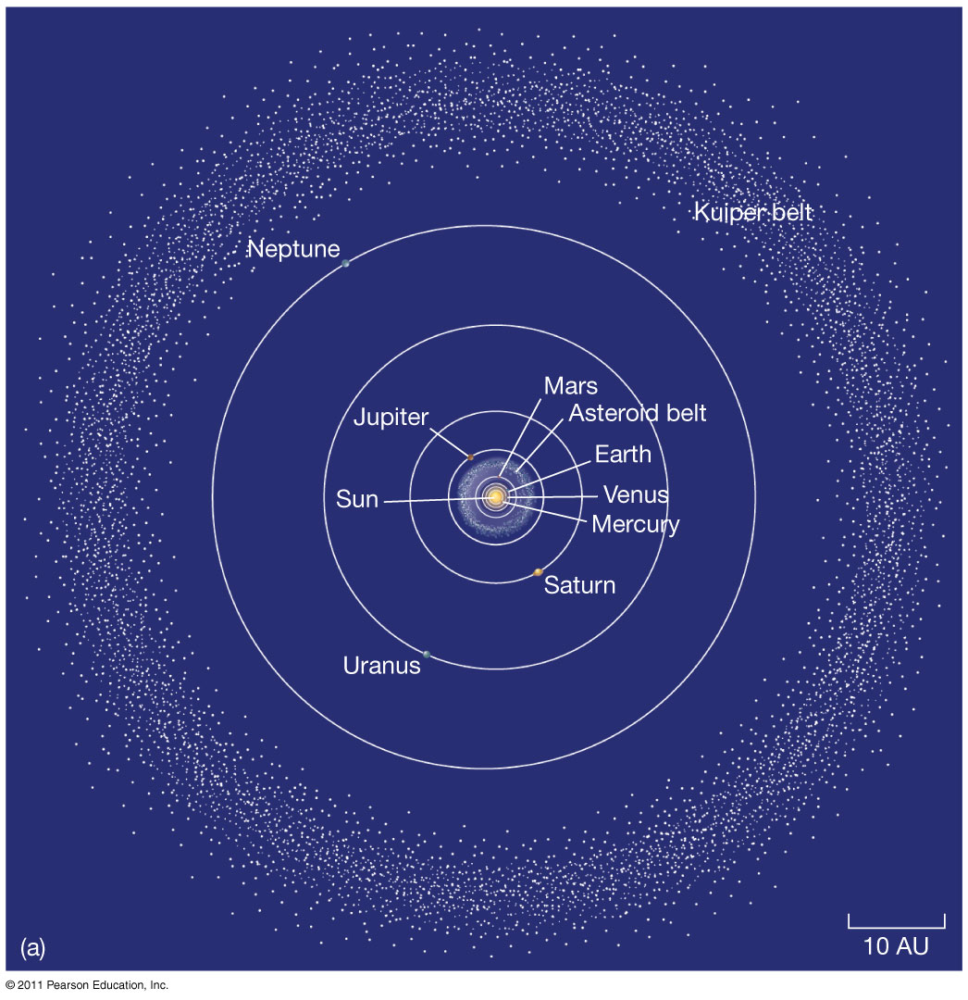 Kuiper belt
Neptune
Mars
Asteroid belt
Jupiter
Earth
Sun
Venus
Mercury
Saturn
Uranus
10 AU
(a)
© 2011 Pearson Education, Inc.